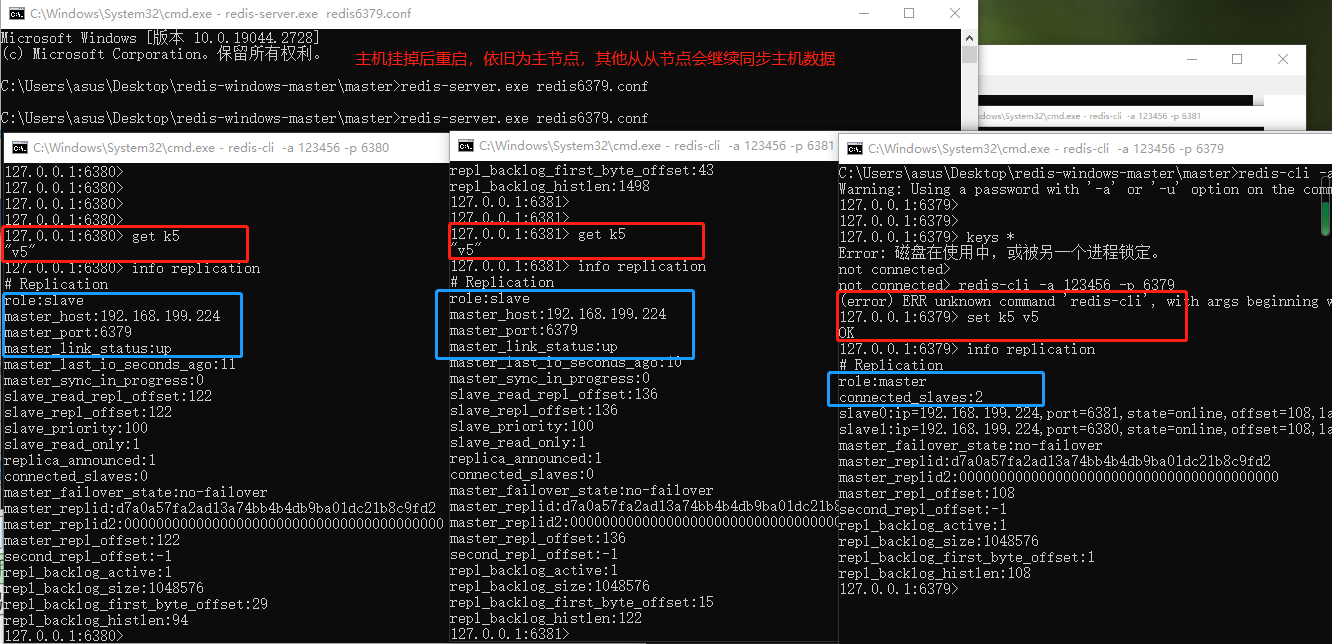 C:\Windows\System32\cmd.exe - redis-server.exe redis6379.conf
Microsoft Windows [版本 10.0.19044.2728]
(c) Microsoft Corporation。保留所有权利。
主机挂掉后重启，依旧为主节点，其他从从节点会继续同步主机数据
C:\Users\asus\Desktop\redis-windows-master\master>redis-server.exe redis6379.conf
C:\Users\asus\Desktop\redis-windows-master\master>redis-server.exe redis6379.conf
dows\System32\cmd.exe - redis-cli -a 123456 -p 6381
C:\Windows\System32\cmd.exe - redis-cli -a 123456 -p 6380
127.0.0.1:6380>
127.0.0.1:6380>
127.0.0.1:6380>
127.0.0.1:6380>
127.0.0.1:6380> get k5
"v5"
127.0.0.1:6380> info replication
# Replication
role:slave
master_host:192.168.199.224
master_port:6379
master_link_status:up
master_last_io_seconds_ago:11
master_sync_in_progress:0
slave_read_repl_offset:122
slave_repl_offset:122
slave_priority:100
slave_read_only:1
replica_announced:1
connected_slaves:0
master_failover_state:no-failover
master_replid:d7a0a57fa2ad13a74bb4b4db9ba01dc21b8c9fd2
master_replid2:0000000000000000000000000000000000000000
master_repl_offset:122
second_repl_offset:-1
repl_backlog_active:1
repl_backlog_size:1048576
repl_backlog_first_byte_offset:29
repl_backlog_histlen:94
127.0.0.1:6380>
C:\Windows\System32\cmd.exe - redis-cli -a 123456 -p 6381
repl_backlog_first_byte_offset:43
repl_backlog_histlen:1498
127.0.0.1:6381>
127.0.0.1:6381>
127.0.0.1:6381> get k5
"v5"
127.0.0.1:6381> info replication
# Replication
role:slave
master_host:192.168.199.224
master_port:6379
master_link_status:up
master_last_io_seconds_ago:10
master_sync_in_progress:0
slave_read_repl_offset:136
slave_repl_offset:136
slave_priority:100
slave_read_only:1
replica_announced:1
connected_slaves:0
master_failover_state:no-failover
master_replid:d7a0a57fa2ad13a74bb4b4db9ba01dc21b8
master_replid2:00000000000000000000000000000000000
master_repl_offset:136
second_repl_offset:-1
repl_backlog_active:1
repl_backlog_size:1048576
repl_backlog_first_byte_offset:15
repl_backlog_histlen:122
127.0.0.1:6381>
C:\Windows\System32\cmd.exe - redis-cli -a 123456 -p 6379
C:\Users\asus\Desktop\redis-windows-master\master>redis-cli -a
Warning: Using a password with '-a' or '-u' option on the com
127.0.0.1:6379>
127.0.0.1:6379>
127.0.0.1:6379> keys *
Error: 磁盘在使用中，或被另一个进程锁定。
not connected>
not connected> redis-cli -a 123456 -p 6379
(error) ERR unknown command 'redis-cli', with args beginning w
127.0.0.1:6379> set k5 v5
OK
127.0.0.1:6379> info replication
# Replication
role:master
connected_slaves:2
slave0:ip=192.168.199.224,port=6381,state=online,offset=108,la
slave1:ip=192.168.199.224,port=6380,state=online,offset=108,la
master_failover_state:no-failover
master_replid:d7a0a57fa2ad13a74bb4b4db9ba01dc21b8c9fd2
master_replid2:0000000000000000000000000000000000000000
master_repl_offset:108
second_repl_offset:-1
repl_backlog_active:1
repl_backlog_size:1048576
repl_backlog_first_byte_offset:1
repl_backlog_histlen:108
127.0.0.1:6379>